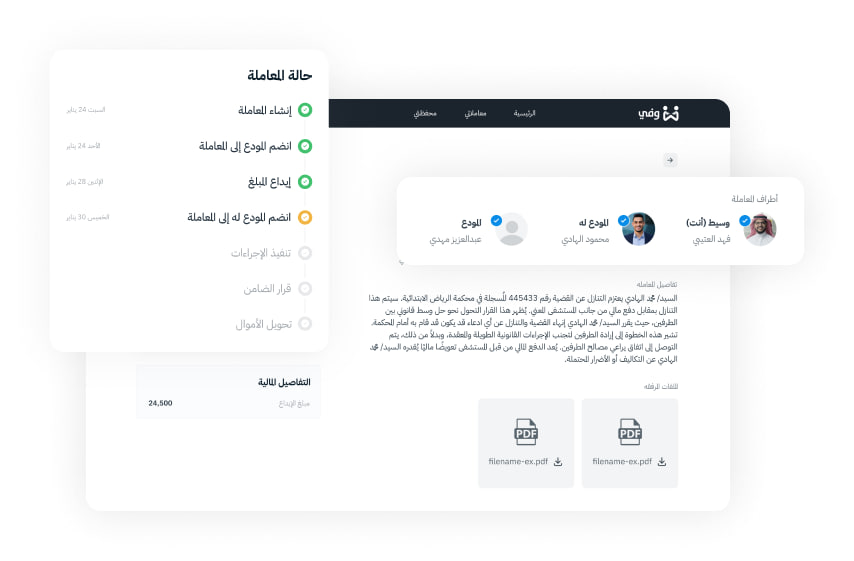 حالة المعاملة
إنشاء المعاملة
السبت 24 يناير
انضم المودع إلى المعاملة
الأحد 24 يناير
إيداع المبلغ
الإثنين 28 يناير
انضم المودع له إلى المعاملة
الخميس 30 يناير
تنفيذ الإجراءات
قرار الضامن
تحويل الأموال
وفي
الرئيسية
معاملاتي
محفظتي
أطراف المعاملة
وسيط (أنت)
فهد العتيبي
المودع له
محمود الهادي
المودع
عبدالعزيز مهدي
تفاصيل المعاملة
السيد/ محمد الهادي يعتزم التنازل عن القضية رقم 445433 المُسجلة في محكمة الرياض الابتدائية. سيتم هذا
التنازل بمقابل دفع مالي من جانب المستشفى المعني. يُظهر هذا القرار التحول نحو حل وسط قانوني بين
الطرفين، حيث يقرر السيد/ محمد الهادي إنهاء القضية والتنازل عن أي ادعاء قد يكون قد قام به أمام المحكمة.
تشير هذه الخطوة إلى إرادة الطرفين لتجنب الإجراءات القانونية الطويلة والمعقدة، وبدلاً من ذلك، يتم
التوصل إلى اتفاق يراعي مصالح الطرفين. يُعد الدفع المالي من قبل المستشفى تعويضًا ماليًا يُقدره السيد/ محمد
الهادي عن التكاليف أو الأضرار المحتملة.
الملفات المرفقه
PDF
filename-ex.pdf
PDF
filename-ex.pdf
التفاصيل المالية
مبلغ الإيداع
24,500